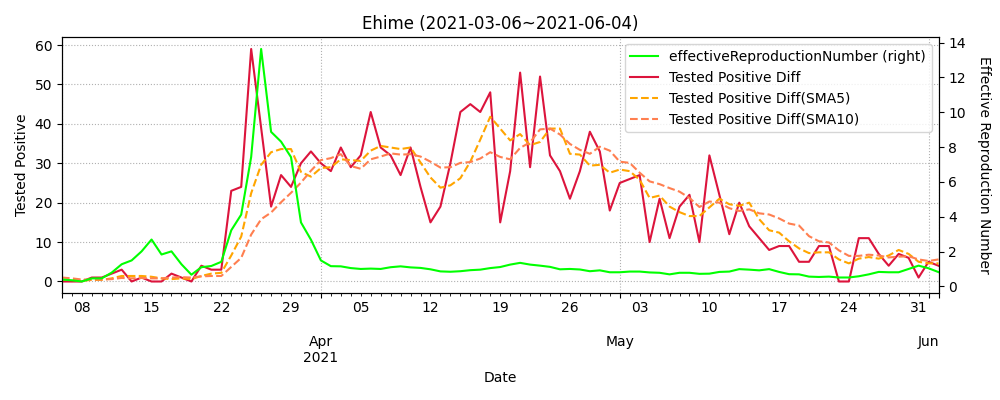 Ehime (2021-03-06~2021-06-04)
effectiveReproductionNumber (right)
Tested Positive Diff
Tested Positive Diff(SMA5)
Tested Positive Diff(SMA10)
Tested Positive
60
50
40
30
20
10
0
14
12
10
8
6
4
2
0
Effective Reproduction Number
08 15 22 29 05 12 19 26 03 10 17 24 31
Apr May Jun
2021
Date